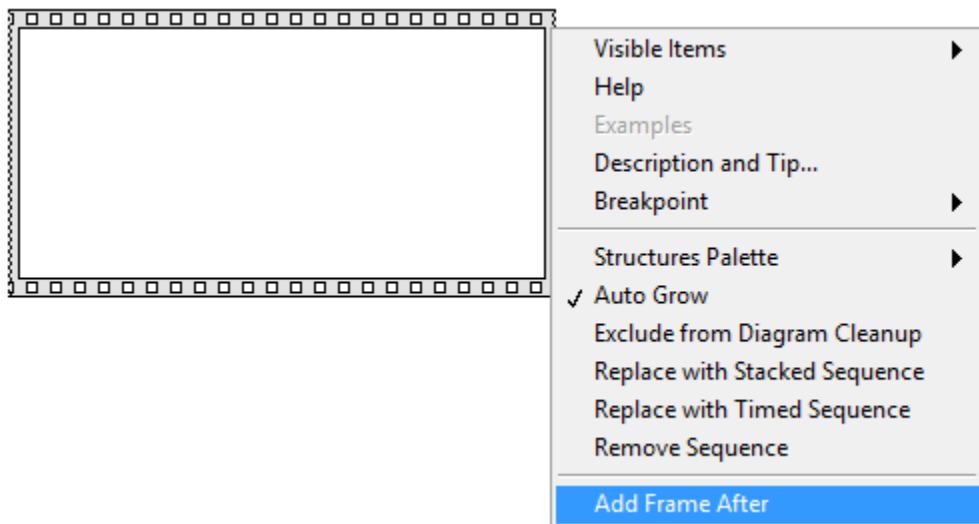 Visible Items
Help
Examples
Description and Tip...
Breakpoint
Structures Palette
Auto Grow
Exclude from Diagram Cleanup
Replace with Stacked Sequence
Replace with Timed Sequence
Remove Sequence
Add Frame After